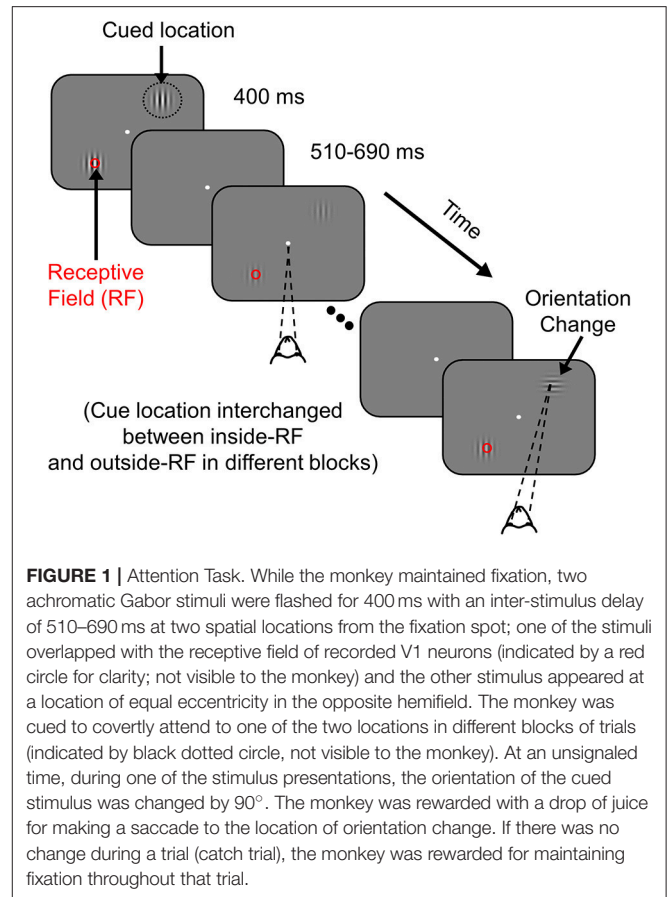 Cued location
400 ms
510-690 ms
Time
Receptive
Field (RF)
Orientation
Change
(Cue location interchanged
between inside-RF
and outside-RF in different blocks)
FIGURE 1 | Attention Task. While the monkey maintained fixation, two
achromatic Gabor stimuli were flashed for 400 ms with an inter-stimulus delay
of 510–690 ms at two spatial locations from the fixation spot; one of the stimuli
overlapped with the receptive field of recorded V1 neurons (indicated by a red
circle for clarity; not visible to the monkey) and the other stimulus appeared at
a location of equal eccentricity in the opposite hemifield. The monkey was
cued to covertly attend to one of the two locations in different blocks of trials
(indicated by black dotted circle, not visible to the monkey). At an unsignaled
time, during one of the stimulus presentations, the orientation of the cued
stimulus was changed by 90°. The monkey was rewarded with a drop of juice
for making a saccade to the location of orientation change. If there was no
change during a trial (catch trial), the monkey was rewarded for maintaining
fixation throughout that trial.